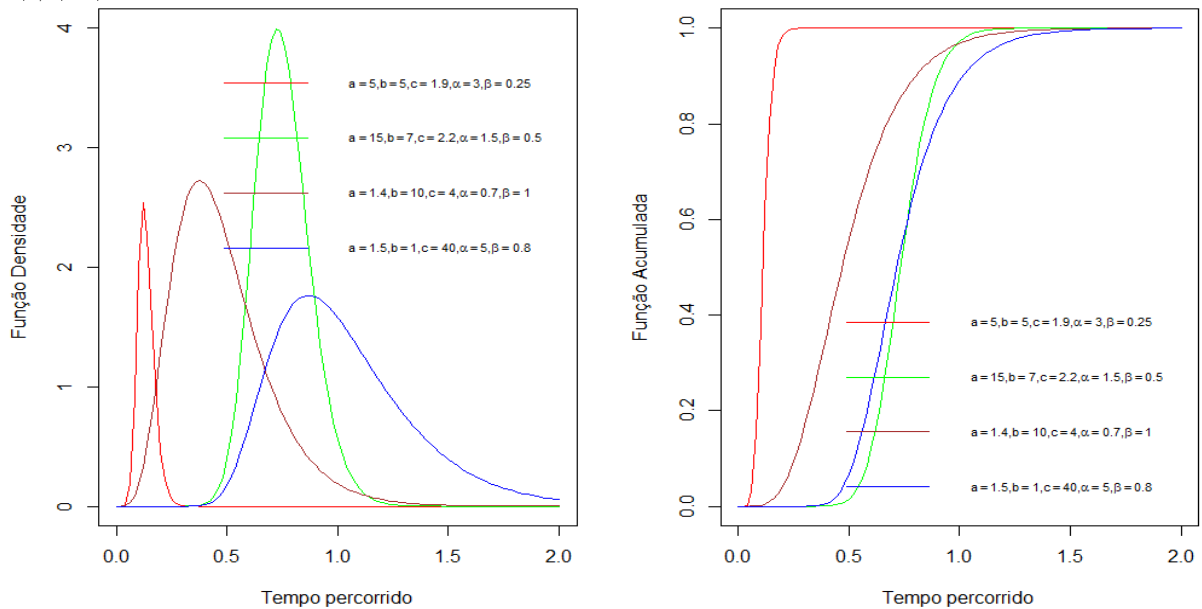 4
3
2
1
0
Função Densidade
a = 5,b = 5,c = 1.9,α = 3,β = 0.25
a = 15,b = 7,c = 2.2,α = 1.5,β = 0.5
a = 1.4,b = 10,c = 4,α = 0.7,β = 1
a = 1.5,b = 1,c = 40,α = 5,β = 0.8
0.0 0.5 1.0 1.5 2.0
Tempo percorrido
1.0
0.8
0.6
0.4
0.2
0.0
Função Acumulada
a = 5,b = 5,c = 1.9,α = 3,β = 0.25
a = 15,b = 7,c = 2.2,α = 1.5,β = 0.5
a = 1.4,b = 10,c = 4,α = 0.7,β = 1
a = 1.5,b = 1,c = 40,α = 5,β = 0.8
0.0 0.5 1.0 1.5 2.0
Tempo percorrido